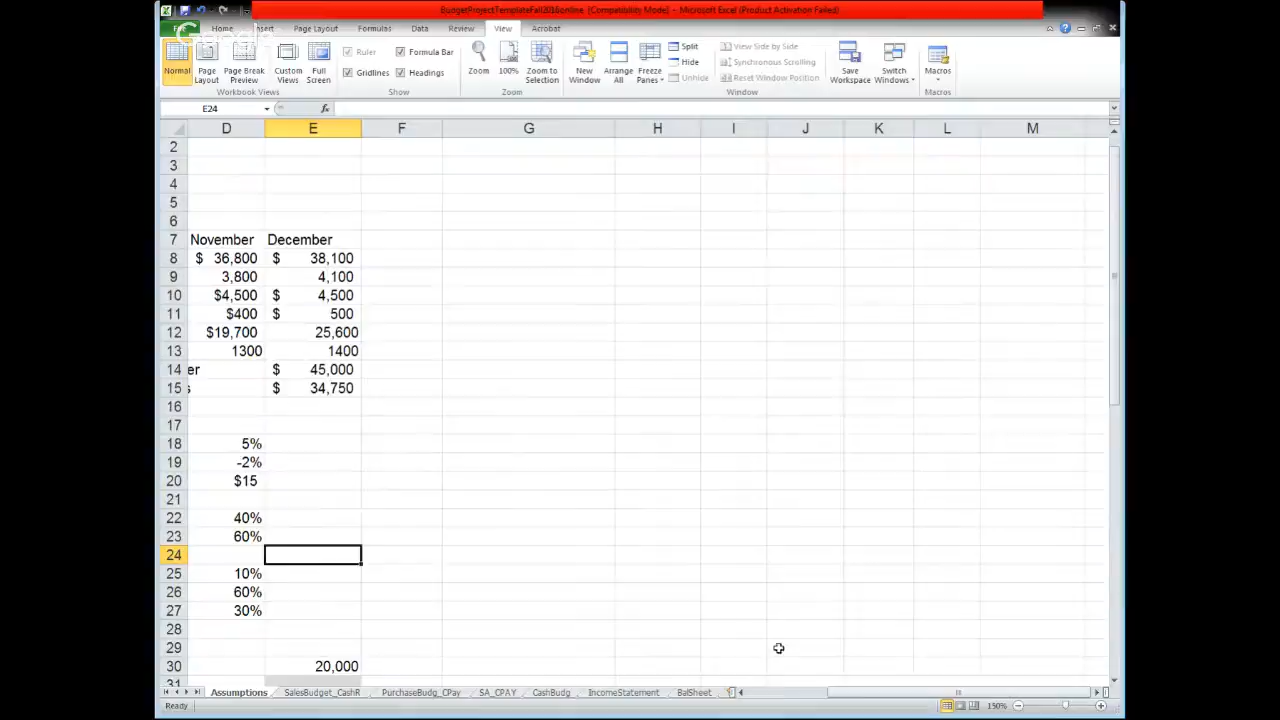 BudgetProjectTemplateFall2018online [Compatibility Mode] - Microsoft Excel (Product Activation Failed)
File Home Insert Page Layout Formulas Data Review View Acrobat
Normal Page Layout Page Break Preview Custom Views Full Screen
Workbook Views
Ruler Formula Bar
Gridlines Headings
Show
Zoom 100% Zoom to Selection
Zoom
New Window Arrange All Freeze Panes
Split
Hide
Unhide
View Side by Side
Synchronous Scrolling
Reset Window Position
Window
Save Workspace Switch Windows
Macros
Macros
E24 fx
D E F G H I J K L M
2
3
4
5
6
7 November December
8 $ 36,800 $ 38,100
9 3,800 4,100
10 $4,500 $ 4,500
11 $400 $ 500
12 $19,700 25,600
13 1300 1400
14 er $ 45,000
15 s $ 34,750
16
17
18 5%
19 -2%
20 $15
21
22 40%
23 60%
24
25 10%
26 60%
27 30%
28
29
30 20,000
31
Assumptions SalesBudget_CashR PurchaseBudg_CPay SA_CPAY CashBudg IncomeStatement BalSheet
Ready 150%